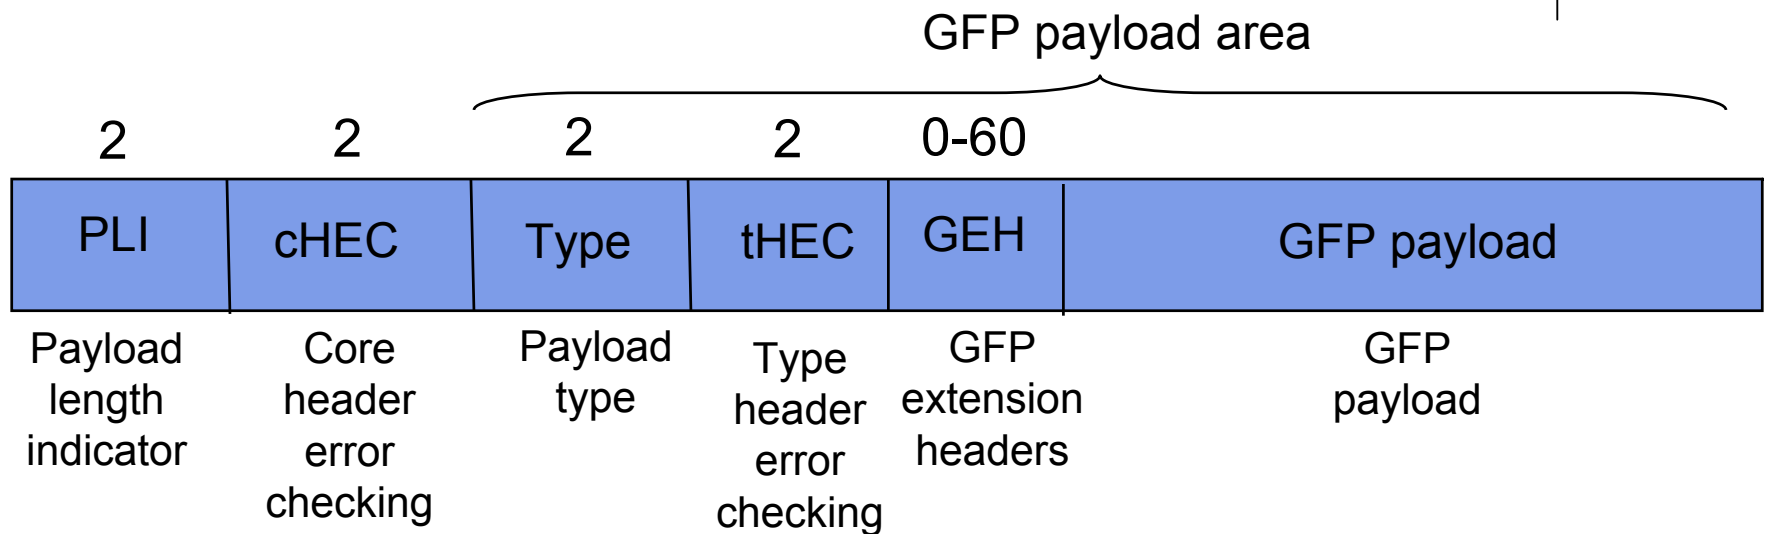 GFP payload area
2 2 2 2 0-60
PLI cHEC Type tHEC GEH GFP payload
Payload
length
indicator
Core
header
error
checking
Payload
type
Type
header
error
checking
GFP
extension
headers
GFP
payload